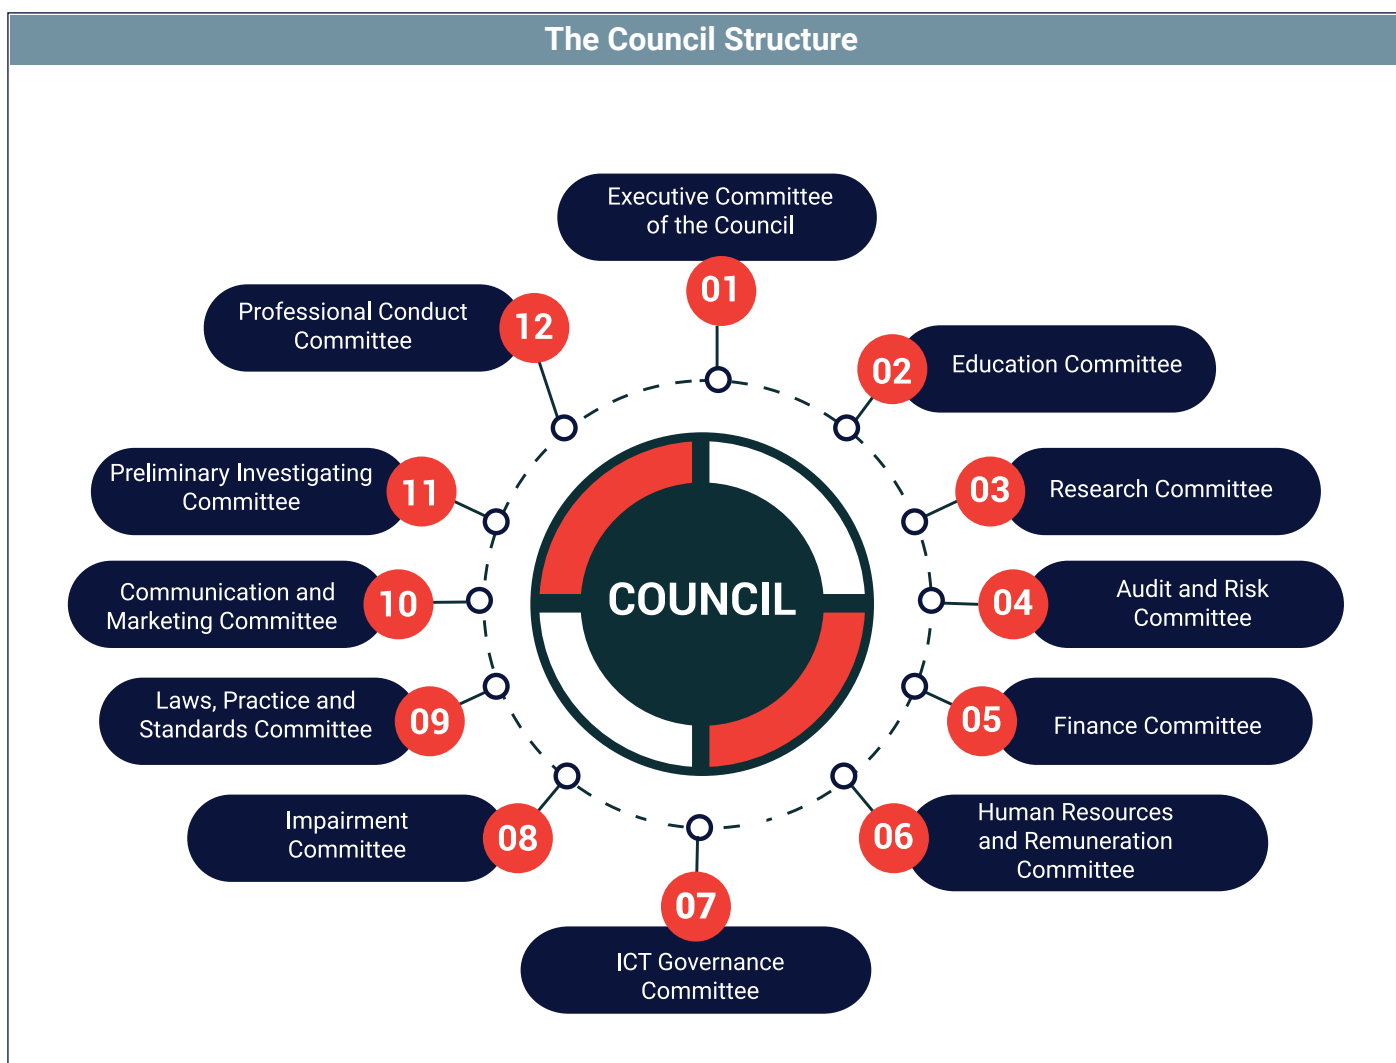 The Council Structure
Executive Committee
of the Council
01
02
Education Committee
03
Research Committee
04
Audit and Risk
Committee
05
Finance Committee
06
Human Resources
and Remuneration
Committee
07
ICT Governance
Committee
08
Impairment
Committee
09
Laws, Practice and
Standards Committee
10
Communication and
Marketing Committee
11
Preliminary Investigating
Committee
12
Professional Conduct
Committee
COUNCIL